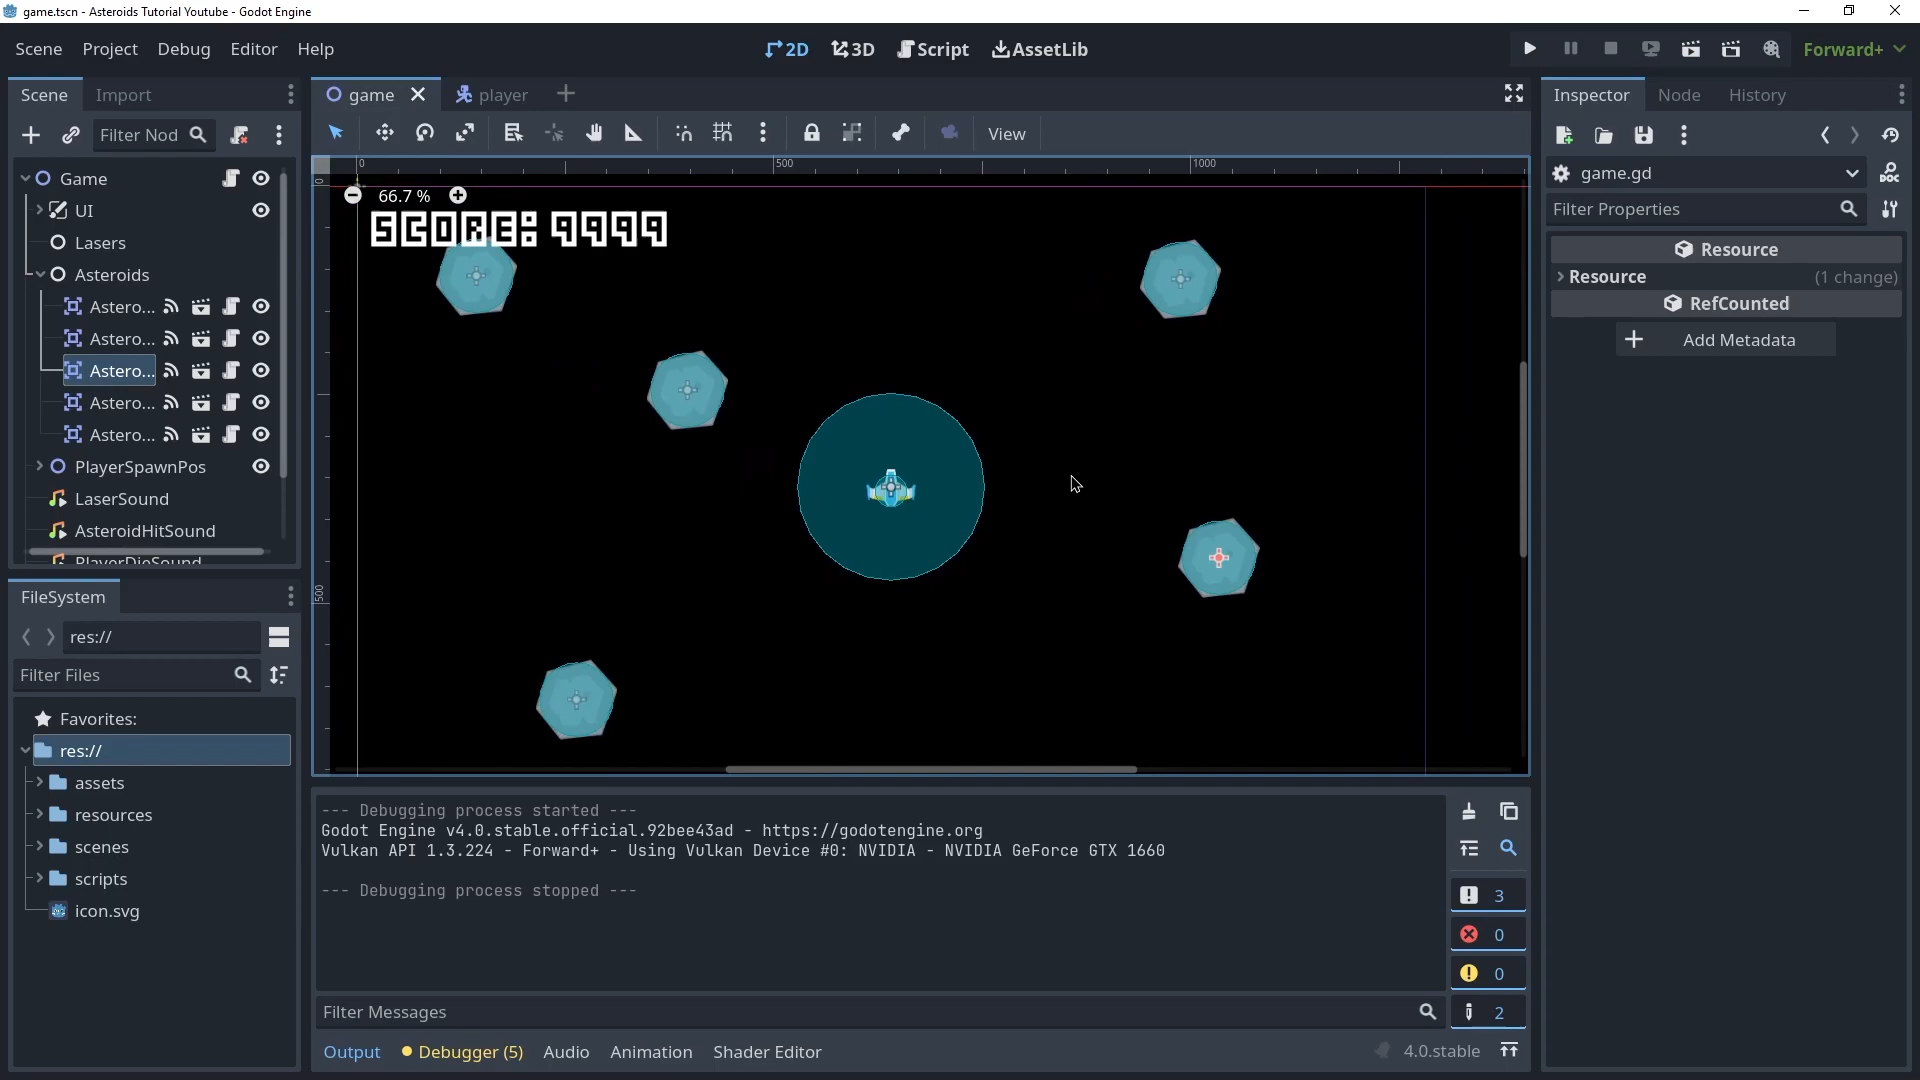 game.tscn - Asteroids Tutorial Youtube - Godot Engine
Scene Project Debug Editor Help
2D 3D Script AssetLib
Forward+
Scene Import
game player
Inspector Node History
Filter Nod
View
game.gd
Filter Properties
Game
UI
Lasers
Asteroids
Astero...
Astero...
Astero...
Astero...
Astero...
PlayerSpawnPos
LaserSound
AsteroidHitSound
PlayerDieSound
0 500 1000
0
500
66.7 %
SCORE: 9999
Resource
Resource (1 change)
RefCounted
Add Metadata
DOC
FileSystem
res://
Filter Files
Favorites:
res://
assets
resources
scenes
scripts
icon.svg
--- Debugging process started ---
Godot Engine v4.0.stable.official.92bee43ad - https://godotengine.org
Vulkan API 1.3.224 - Forward+ - Using Vulkan Device #0: NVIDIA - NVIDIA GeForce GTX 1660
--- Debugging process stopped ---
3
0
0
2
Filter Messages
Output Debugger (5) Audio Animation Shader Editor
4.0.stable